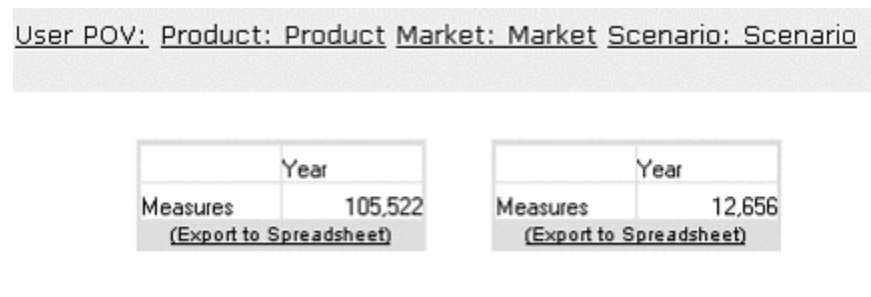 User POV: Product: Product Market: Market Scenario: Scenario
Year
Measures 105,522
(Export to Spreadsheet)
Year
Measures 12,656
(Export to Spreadsheet)